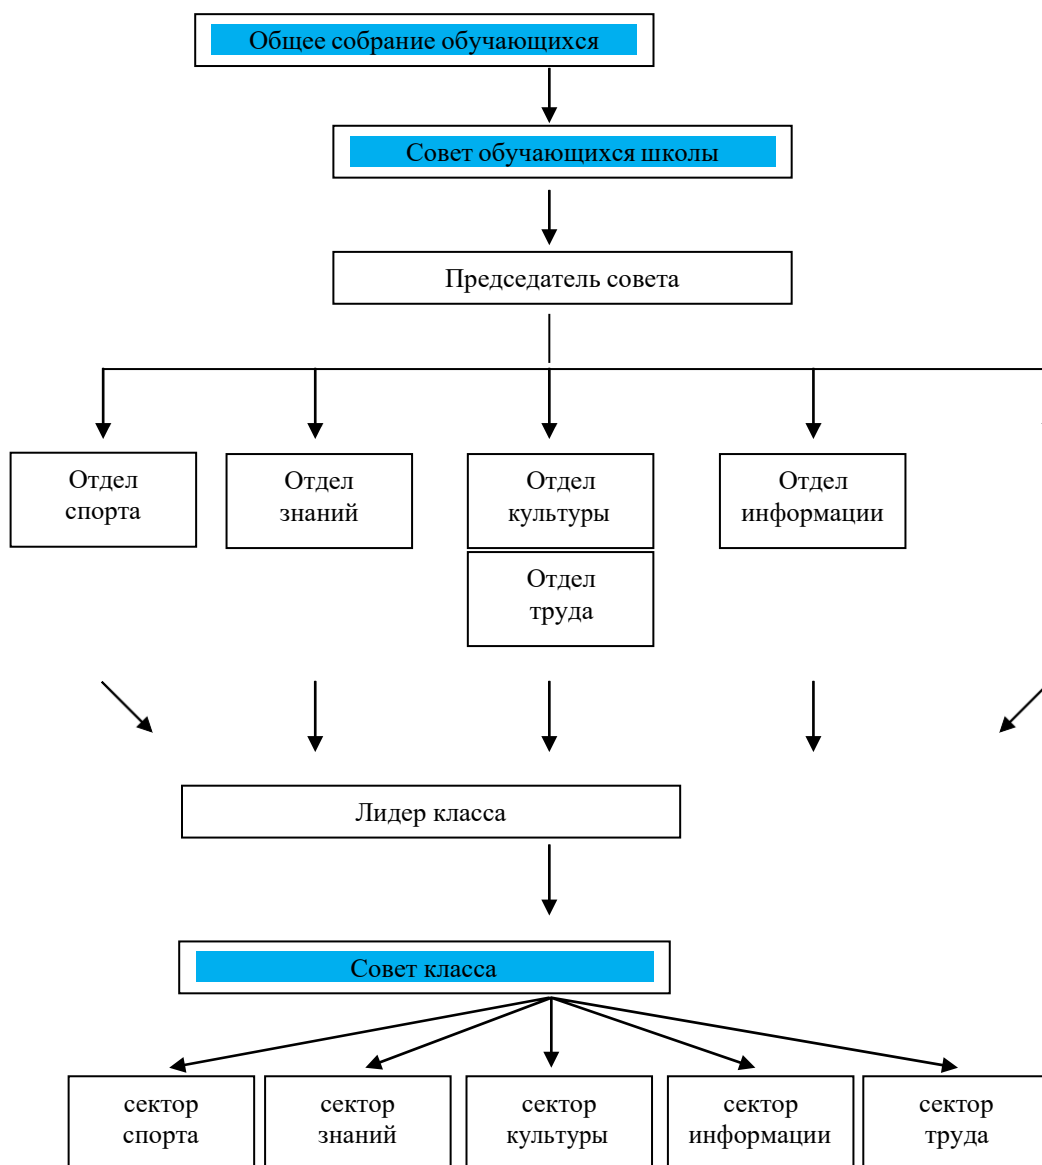 Общее собрание обучающихся
Совет обучающихся школы
Председатель совета
Отдел
спорта
Отдел
знаний
Отдел
культуры
Отдел
информации
Отдел
труда
Лидер класса
Совет класса
сектор
спорта
сектор
знаний
сектор
культуры
сектор
информации
сектор
труда